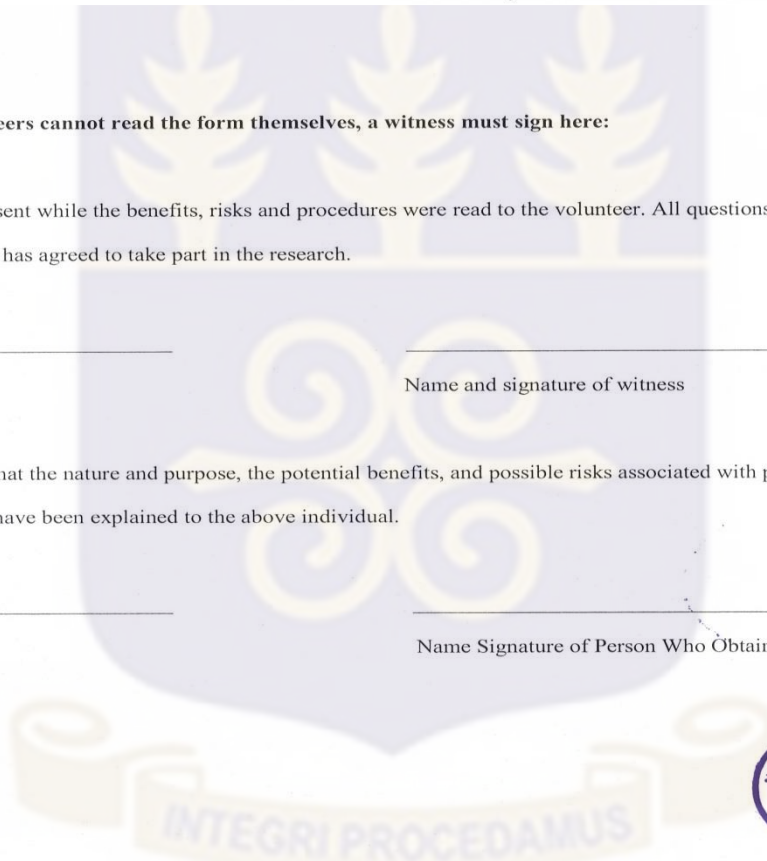 eers cannot read the form themselves, a witness must sign here:
sent while the benefits, risks and procedures were read to the volunteer. All questions
has agreed to take part in the research.
Name and signature of witness
hat the nature and purpose, the potential benefits, and possible risks associated with p
have been explained to the above individual.
Name Signature of Person Who Obtain
INTEGRI PROCEDAMUS